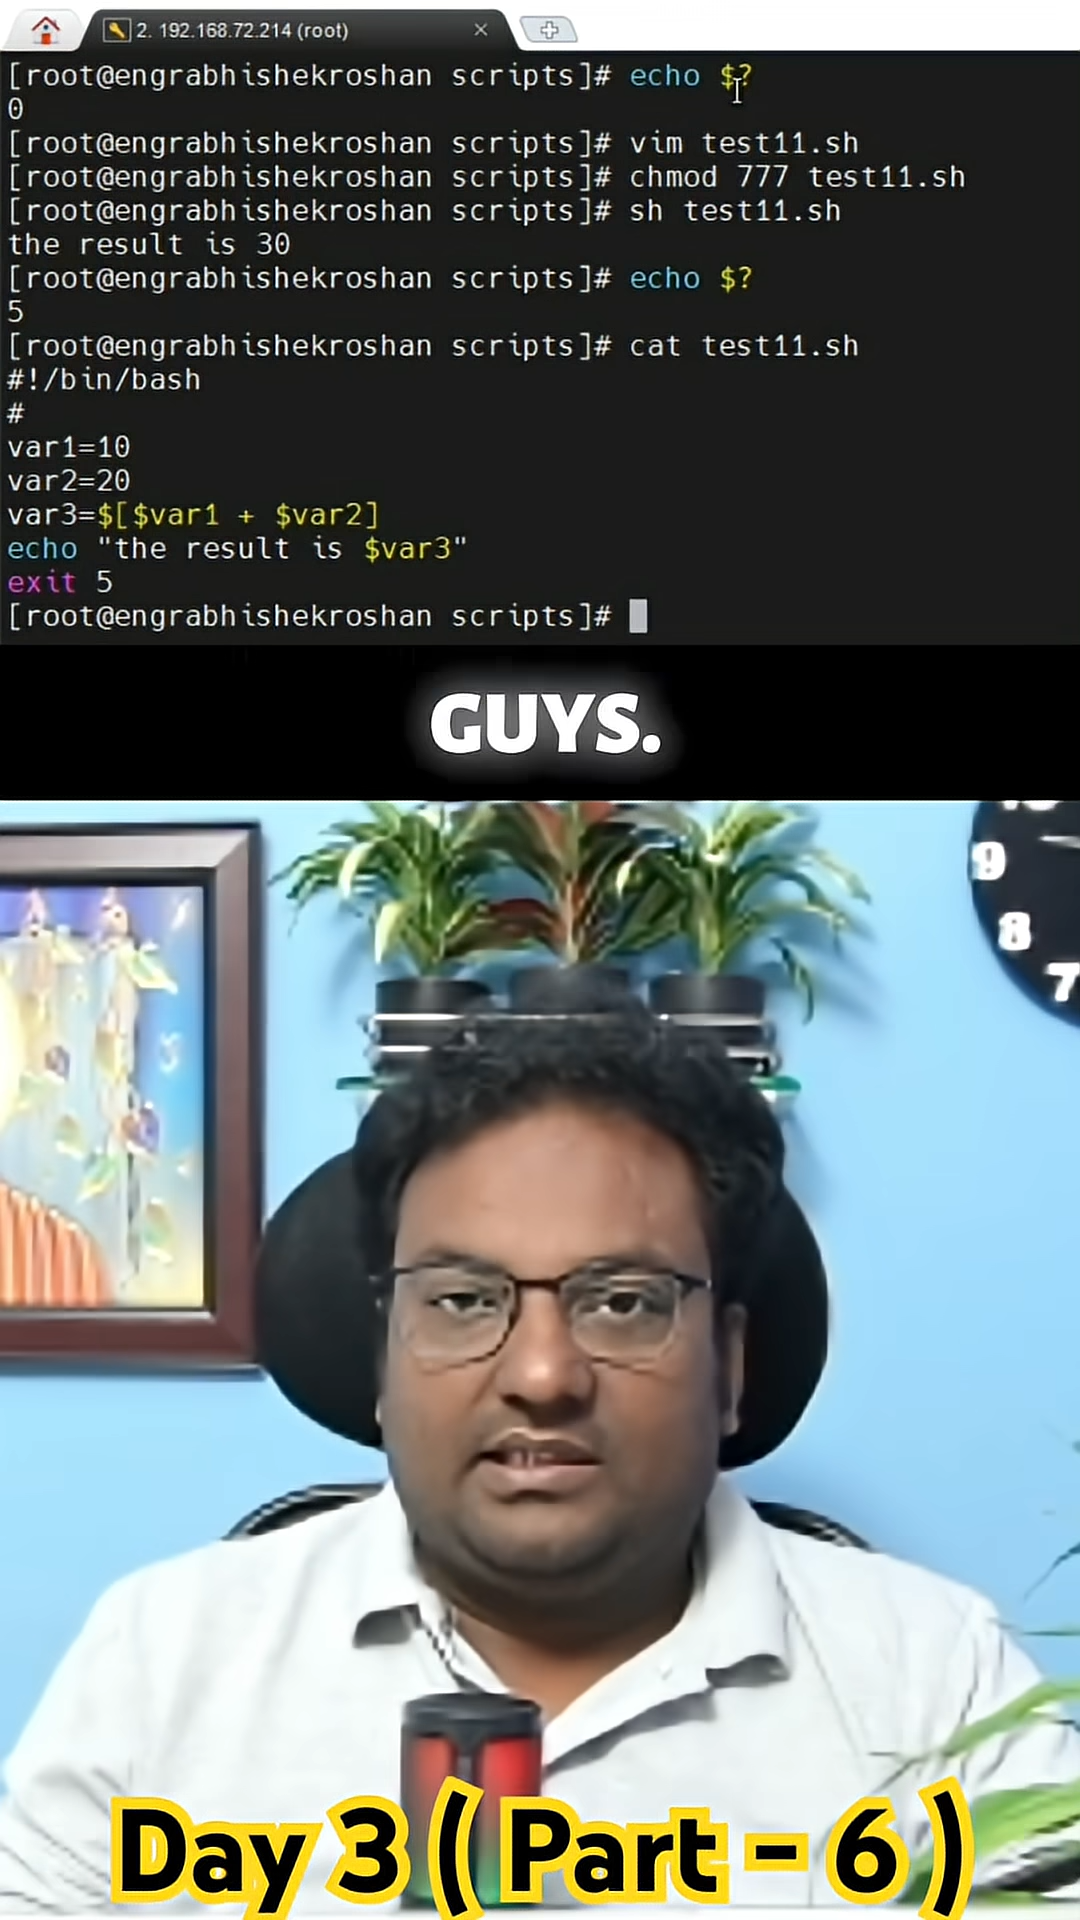 2. 192.168.72.214 (root)
[root@engrabhishekroshan scripts]# echo $?
0
[root@engrabhishekroshan scripts]# vim test11.sh
[root@engrabhishekroshan scripts]# chmod 777 test11.sh
[root@engrabhishekroshan scripts]# sh test11.sh
the result is 30
[root@engrabhishekroshan scripts]# echo $?
5
[root@engrabhishekroshan scripts]# cat test11.sh
#!/bin/bash
#
var1=10
var2=20
var3=$[$var1 + $var2]
echo "the result is $var3"
exit 5
[root@engrabhishekroshan scripts]#
GUYS.
9
8
7
Day 3 ( Part - 6 )